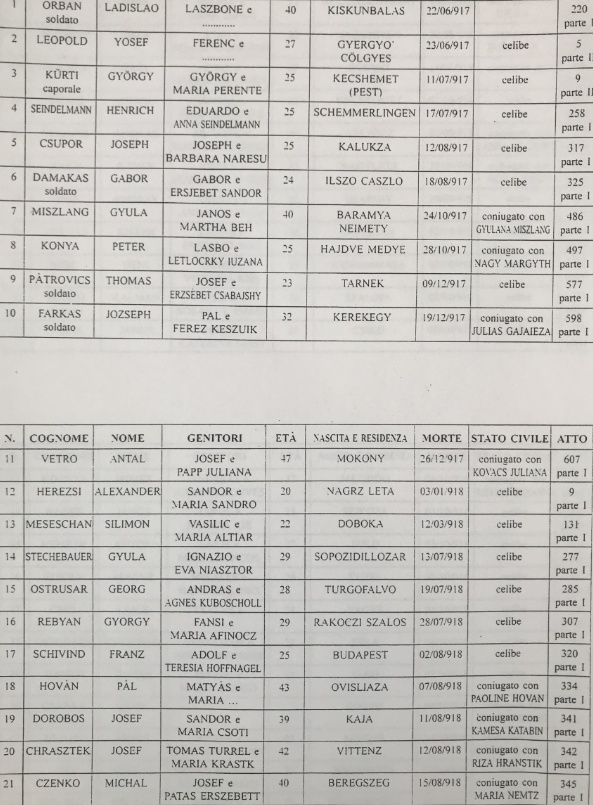 1 ORBAN LADISLAO LASZBONE e 40 KISKUNBALAS 22/06/917 220
soldato ............ parte I
2 LEOPOLD YOSEF FERENC e 27 GYERGYO' 23/06/917 celibe 5
............ CÖLGYES parte II
3 KÜRTI GYÖRGY GYÖRGY e 25 KECSHEMET 11/07/917 celibe 9
caporale MARIA PERENTE (PEST) parte II
4 SEINDELMANN HENRICH EDUARDO e 25 SCHEMMERLINGEN 17/07/917 celibe 258
ANNA SEINDELMANN parte I
5 CSUPOR JOSEPH JOSEPH e 25 KALUKZA 12/08/917 celibe 317
BARBARA NARESU parte I
6 DAMAKAS GABOR GABOR e 24 ILSZO CASZLO 18/08/917 celibe 325
soldato ERSJEBET SANDOR parte I
7 MISZLANG GYULA JANOS e 40 BARAMYA 24/10/917 coniugato con 486
MARTHA BEH NEIMETY GYULANA MISZLANG parte I
8 KONYA PETER LASBO e 25 HAJDVE MEDYE 28/10/917 coniugato con 497
LETLOCRKY IUZANA NAGY MARGYTH parte I
9 PÀTROVICS THOMAS JOSEF e 23 TARNEK 09/12/917 celibe 577
soldato ERZSEBET CSABAJSHY parte I
10 FARKAS JOZSEPH PAL e 32 KEREKEGY 19/12/917 coniugato con 598
soldato FEREZ KESZUIK JULIAS GAJAIEZA parte I
N. COGNOME NOME GENITORI ETÀ NASCITA E RESIDENZA MORTE STATO CIVILE ATTO
11 VETRO ANTAL JOSEF e 47 MOKONY 26/12/917 coniugato con 607
PAPP JULIANA KOVACS JULIANA parte I
12 HEREZSI ALEXANDER SANDOR e 20 NAGRZ LETA 03/01/918 celibe 9
MARIA SANDRO parte I
13 MESESCHAN SILIMON VASILIC e 22 DOBOKA 12/03/918 celibe 131
MARIA ALTIAR parte I
14 STECHEBAUER GYULA IGNAZIO e 29 SOPOZIDILLOZAR 13/07/918 celibe 277
EVA NIASZTOR parte I
15 OSTRUSAR GEORG ANDRAS e 28 TURGOFALVO 19/07/918 celibe 285
AGNES KUBOSCHOLL parte I
16 REBYAN GYORGY FANSI e 29 RAKOCZI SZALOS 28/07/918 celibe 307
MARIA AFINOCZ parte I
17 SCHIVIND FRANZ ADOLF e 25 BUDAPEST 02/08/918 celibe 320
TERESIA HOFFNAGEL parte I
18 HOVÀN PÀL MATYÀS e 43 OVISLIAZA 07/08/918 coniugato con 334
MARIA ... PAOLINE HOVAN parte I
19 DOROBOS JOSEF SANDOR e 39 KAJA 11/08/918 coniugato con 341
MARIA CSOTI KAMESA KATABIN parte I
20 CHRASZTEK JOSEF TOMAS TURREL e 42 VITTENZ 12/08/918 coniugato con 342
MARIA KRASTK RIZA HRANSTIK parte I
21 CZENKO MICHAL JOSEF e 40 BEREGSZEG 15/08/918 coniugato con 345
PATAS ERSZEBETT MARIA NEMTZ parte I